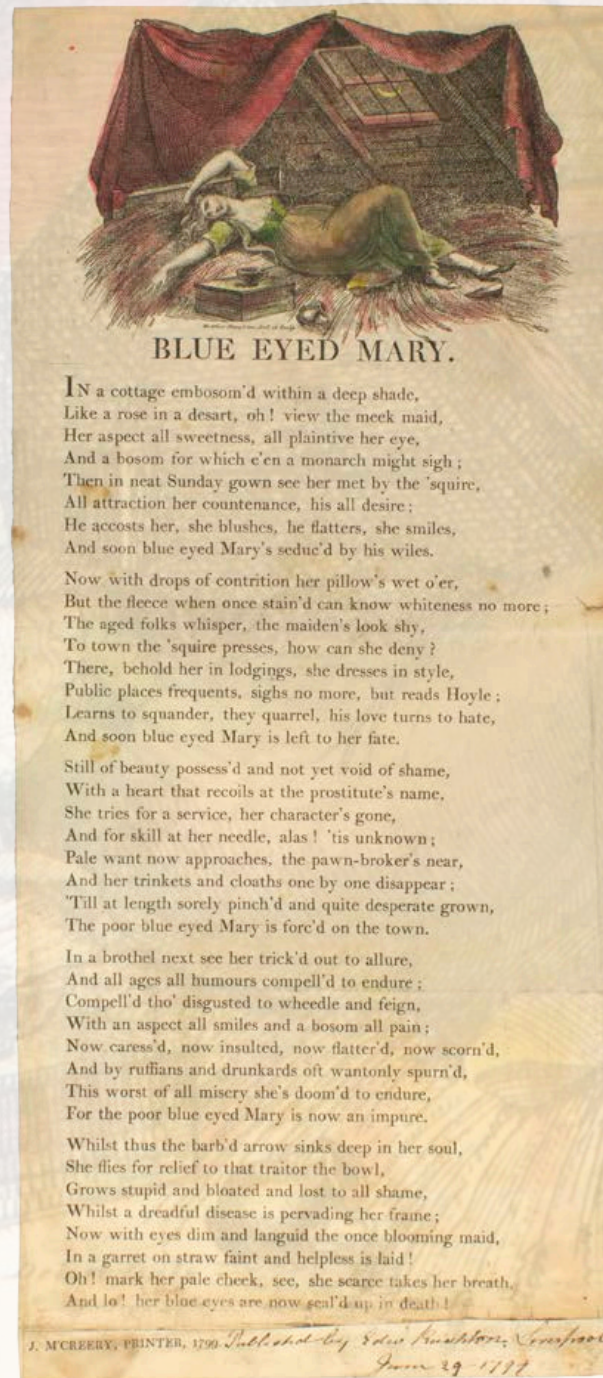 BLUE EYED MARY.
IN a cottage embosom'd within a deep shade,
Like a rose in a desart, oh! view the meek maid,
Her aspect all sweetness, all plaintive her eye,
And a bosom for which e'en a monarch might sigh;
Then in neat Sunday gown see her met by the 'squire,
All attraction her countenance, his all desire;
He accosts her, she blushes, he flatters, she smiles,
And soon blue eyed Mary's seduc'd by his wiles.
Now with drops of contrition her pillow's wet o'er,
But the fleece when once stain'd can know whiteness no more;
The aged folks whisper, the maiden's look shy,
To town the 'squire presses, how can she deny?
There, behold her in lodgings, she dresses in style,
Public places frequents, sighs no more, but reads Hoyle;
Learns to squander, they quarrel, his love turns to hate,
And soon blue eyed Mary is left to her fate.
Still of beauty possess'd and not yet void of shame,
With a heart that recoils at the prostitute's name,
She tries for a service, her character's gone,
And for skill at her needle, alas! 'tis unknown;
Pale want now approaches, the pawn-broker's near,
And her trinkets and cloaths one by one disappear;
'Till at length sorely pinch'd and quite desperate grown,
The poor blue eyed Mary is forc'd on the town.
In a brothel next see her trick'd out to allure,
And all ages all humours compell'd to endure;
Compell'd tho' disgusted to wheedle and feign,
With an aspect all smiles and a bosom all pain;
Now caress'd, now insulted, now flatter'd, now scorn'd,
And by ruffians and drunkards oft wantonly spurn'd,
This worst of all misery she's doom'd to endure,
For the poor blue eyed Mary is now an impure.
Whilst thus the barb'd arrow sinks deep in her soul,
She flies for relief to that traitor the bowl,
Grows stupid and bloated and lost to all shame,
Whilst a dreadful disease is pervading her frame;
Now with eyes dim and languid the once blooming maid,
In a garret on straw faint and helpless is laid!
Oh! mark her pale cheek, see, she scarce takes her breath,
And lo! her blue eyes are now seal'd up in death!
J. M'CREERY, PRINTER, 1799 Published by Edwd Rushton, Liverpool
June 29 1799